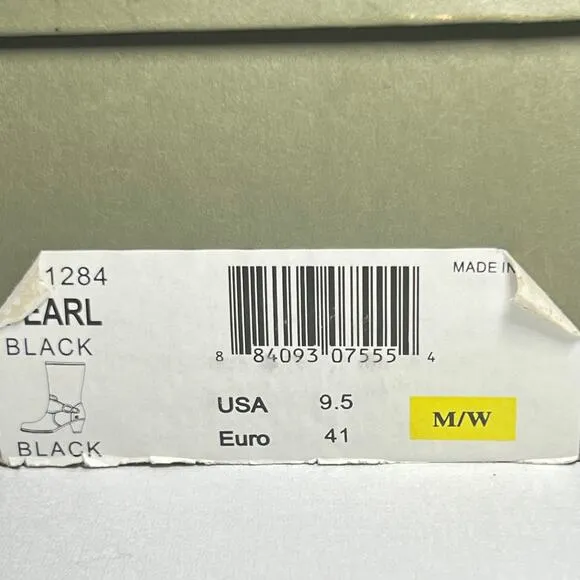 1284
EARL
BLACK
BLACK
8 84093 07555 4
MADE IN
USA 9.5
Euro 41
M/W